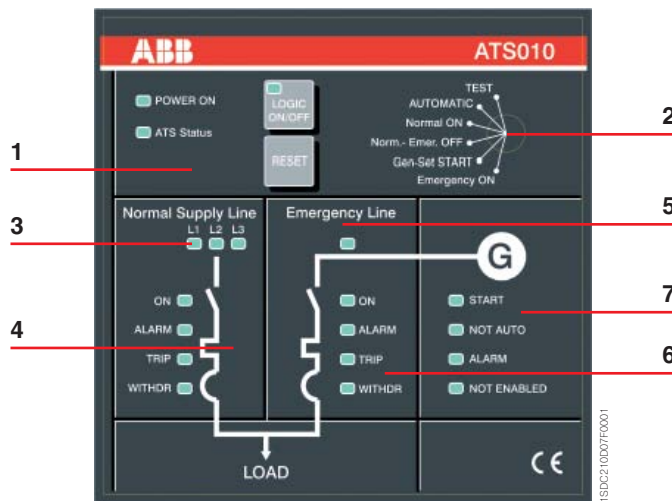 ABB
ATS010
POWER ON
ATS Status
LOGIC
ON/OFF
RESET
TEST
AUTOMATIC
Normal ON
Norm.- Emer. OFF
Gen-Set START
Emergency ON
1
2
Normal Supply Line
L1 L2 L3
Emergency Line
3
5
G
ON
ALARM
TRIP
WITHDR
4
ON
ALARM
TRIP
WITHDR
6
START
NOT AUTO
ALARM
NOT ENABLED
7
LOAD
CE
1SDC210D07F0001